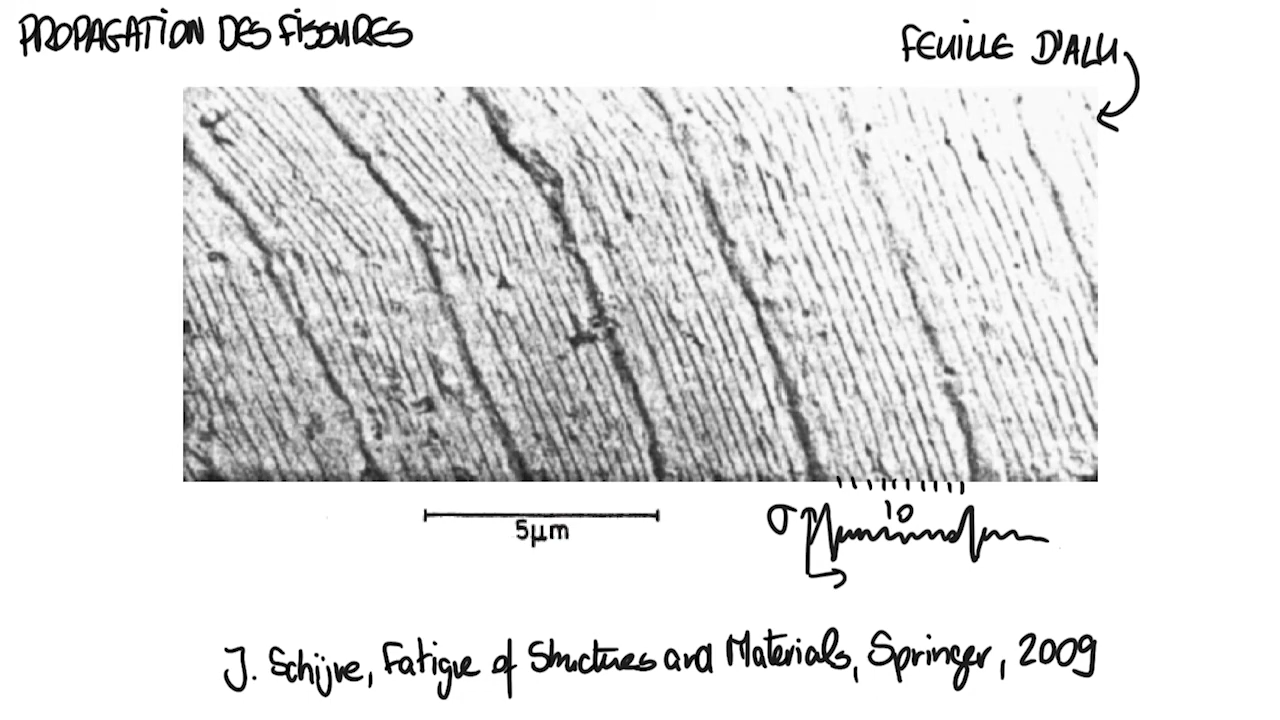 PROPAGATION DES FISSURES
FEUILLE D'ALU
5μm
10
σ
J. Schijve, Fatigue of Structures and Materials, Springer, 2009